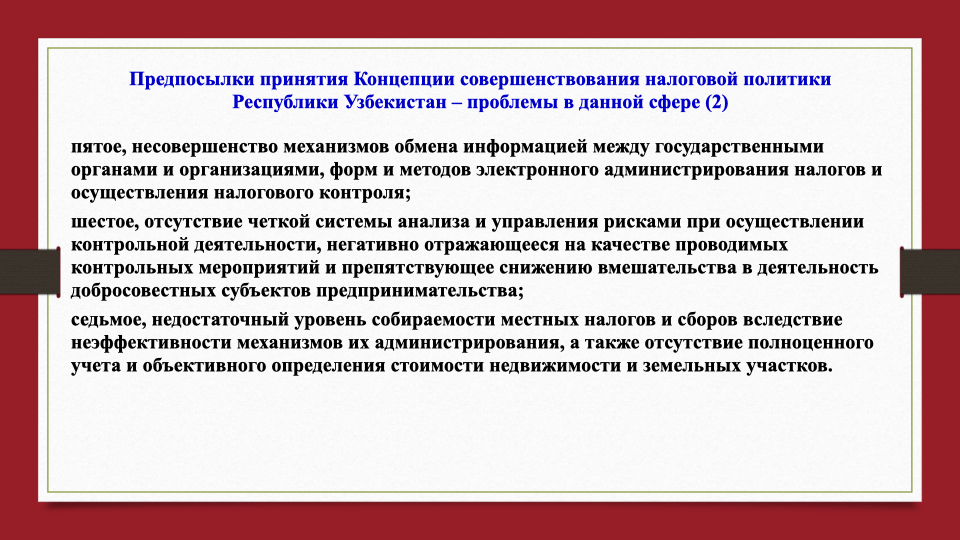 Предпосылки принятия Концепции совершенствования налоговой политики
Республики Узбекистан – проблемы в данной сфере (2)
пятое, несовершенство механизмов обмена информацией между государственными
органами и организациями, форм и методов электронного администрирования налогов и
осуществления налогового контроля;
шестое, отсутствие четкой системы анализа и управления рисками при осуществлении
контрольной деятельности, негативно отражающееся на качестве проводимых
контрольных мероприятий и препятствующее снижению вмешательства в деятельность
добросовестных субъектов предпринимательства;
седьмое, недостаточный уровень собираемости местных налогов и сборов вследствие
неэффективности механизмов их администрирования, а также отсутствие полноценного
учета и объективного определения стоимости недвижимости и земельных участков.